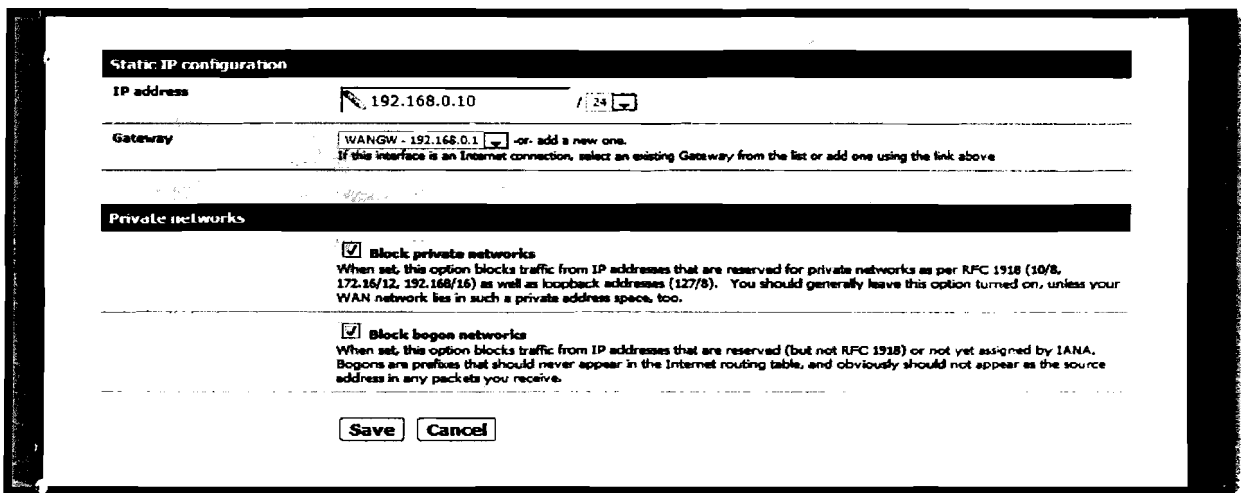 Static IP configuration
IP address
192.168.0.10 / 24
Gateway
WANGW - 192.168.0.1 -or- add a new one.
If this interface is an Internet connection, select an existing Gateway from the list or add one using the link above
Private networks
Block private networks
When set, this option blocks traffic from IP addresses that are reserved for private networks as per RFC 1918 (10/8,
172.16/12, 192.168/16) as well as loopback addresses (127/8). You should generally leave this option turned on, unless your
WAN network lies in such a private address space, too.
Block bogon networks
When set, this option blocks traffic from IP addresses that are reserved (but not RFC 1918) or not yet assigned by IANA.
Bogons are prefixes that should never appear in the Internet routing table, and obviously should not appear as the source
address in any packets you receive.
Save Cancel